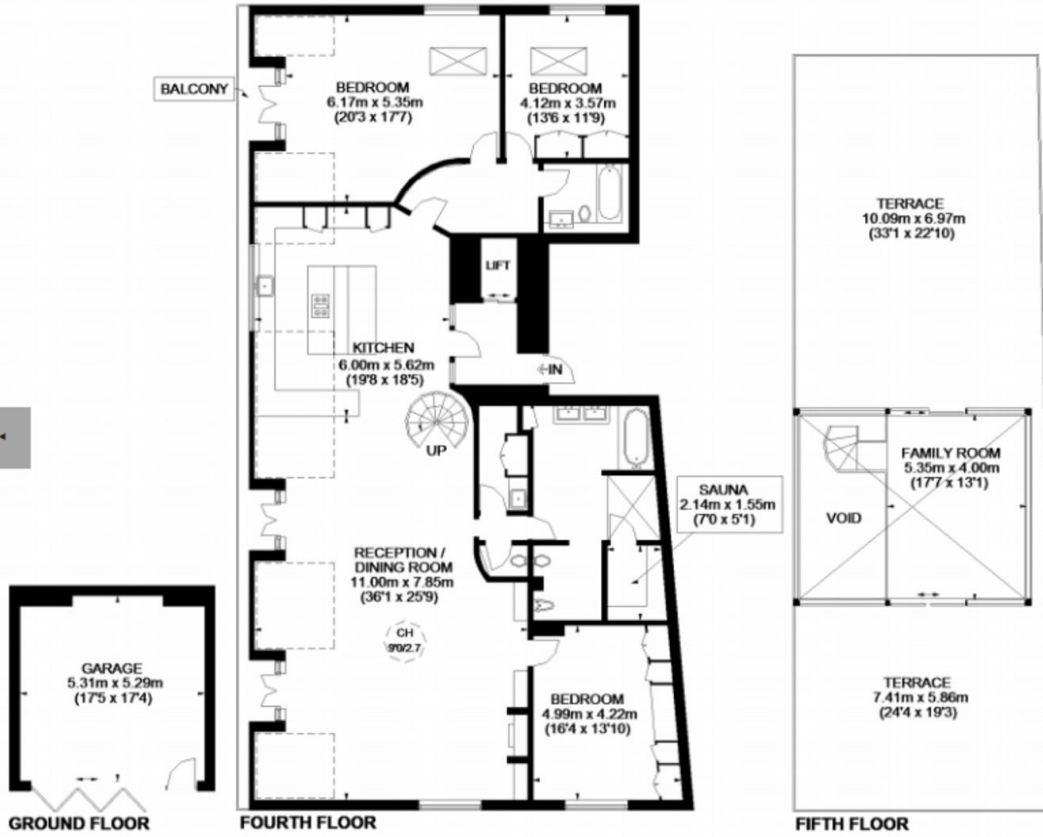 BALCONY
BEDROOM
6.17m x 5.35m
(20'3 x 17'7)
BEDROOM
4.12m x 3.57m
(13'6 x 11'9)
LIFT
KITCHEN
6.00m x 5.62m
(19'8 x 18'5)
IN
UP
SAUNA
2.14m x 1.55m
(7'0 x 5'1)
RECEPTION /
DINING ROOM
11.00m x 7.85m
(36'1 x 25'9)
CH
9'0/2.7
BEDROOM
4.99m x 4.22m
(16'4 x 13'10)
GARAGE
5.31m x 5.29m
(17'5 x 17'4)
TERRACE
10.09m x 6.97m
(33'1 x 22'10)
FAMILY ROOM
5.35m x 4.00m
(17'7 x 13'1)
VOID
TERRACE
7.41m x 5.86m
(24'4 x 19'3)
GROUND FLOOR
FOURTH FLOOR
FIFTH FLOOR